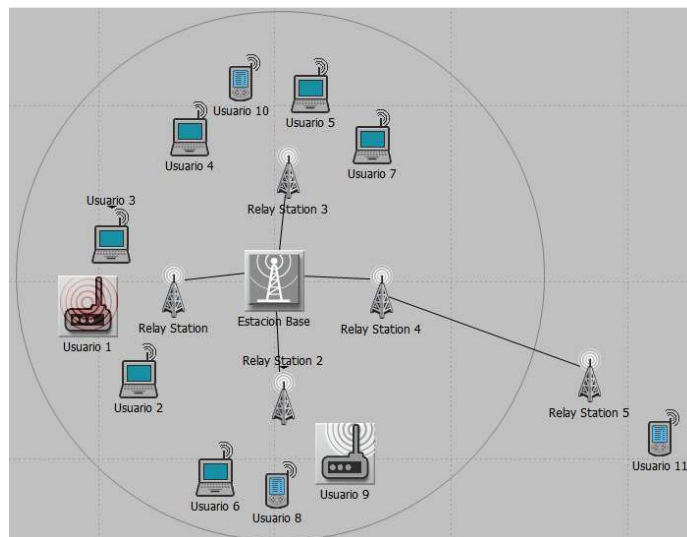 Usuario 10
Usuario 5
Usuario 4
Usuario 7
Usuario 3
Relay Station 3
Relay Station
Estacion Base
Relay Station 4
Usuario 1
Relay Station 2
Usuario 2
Relay Station 5
Usuario 11
Usuario 6
Usuario 8
Usuario 9